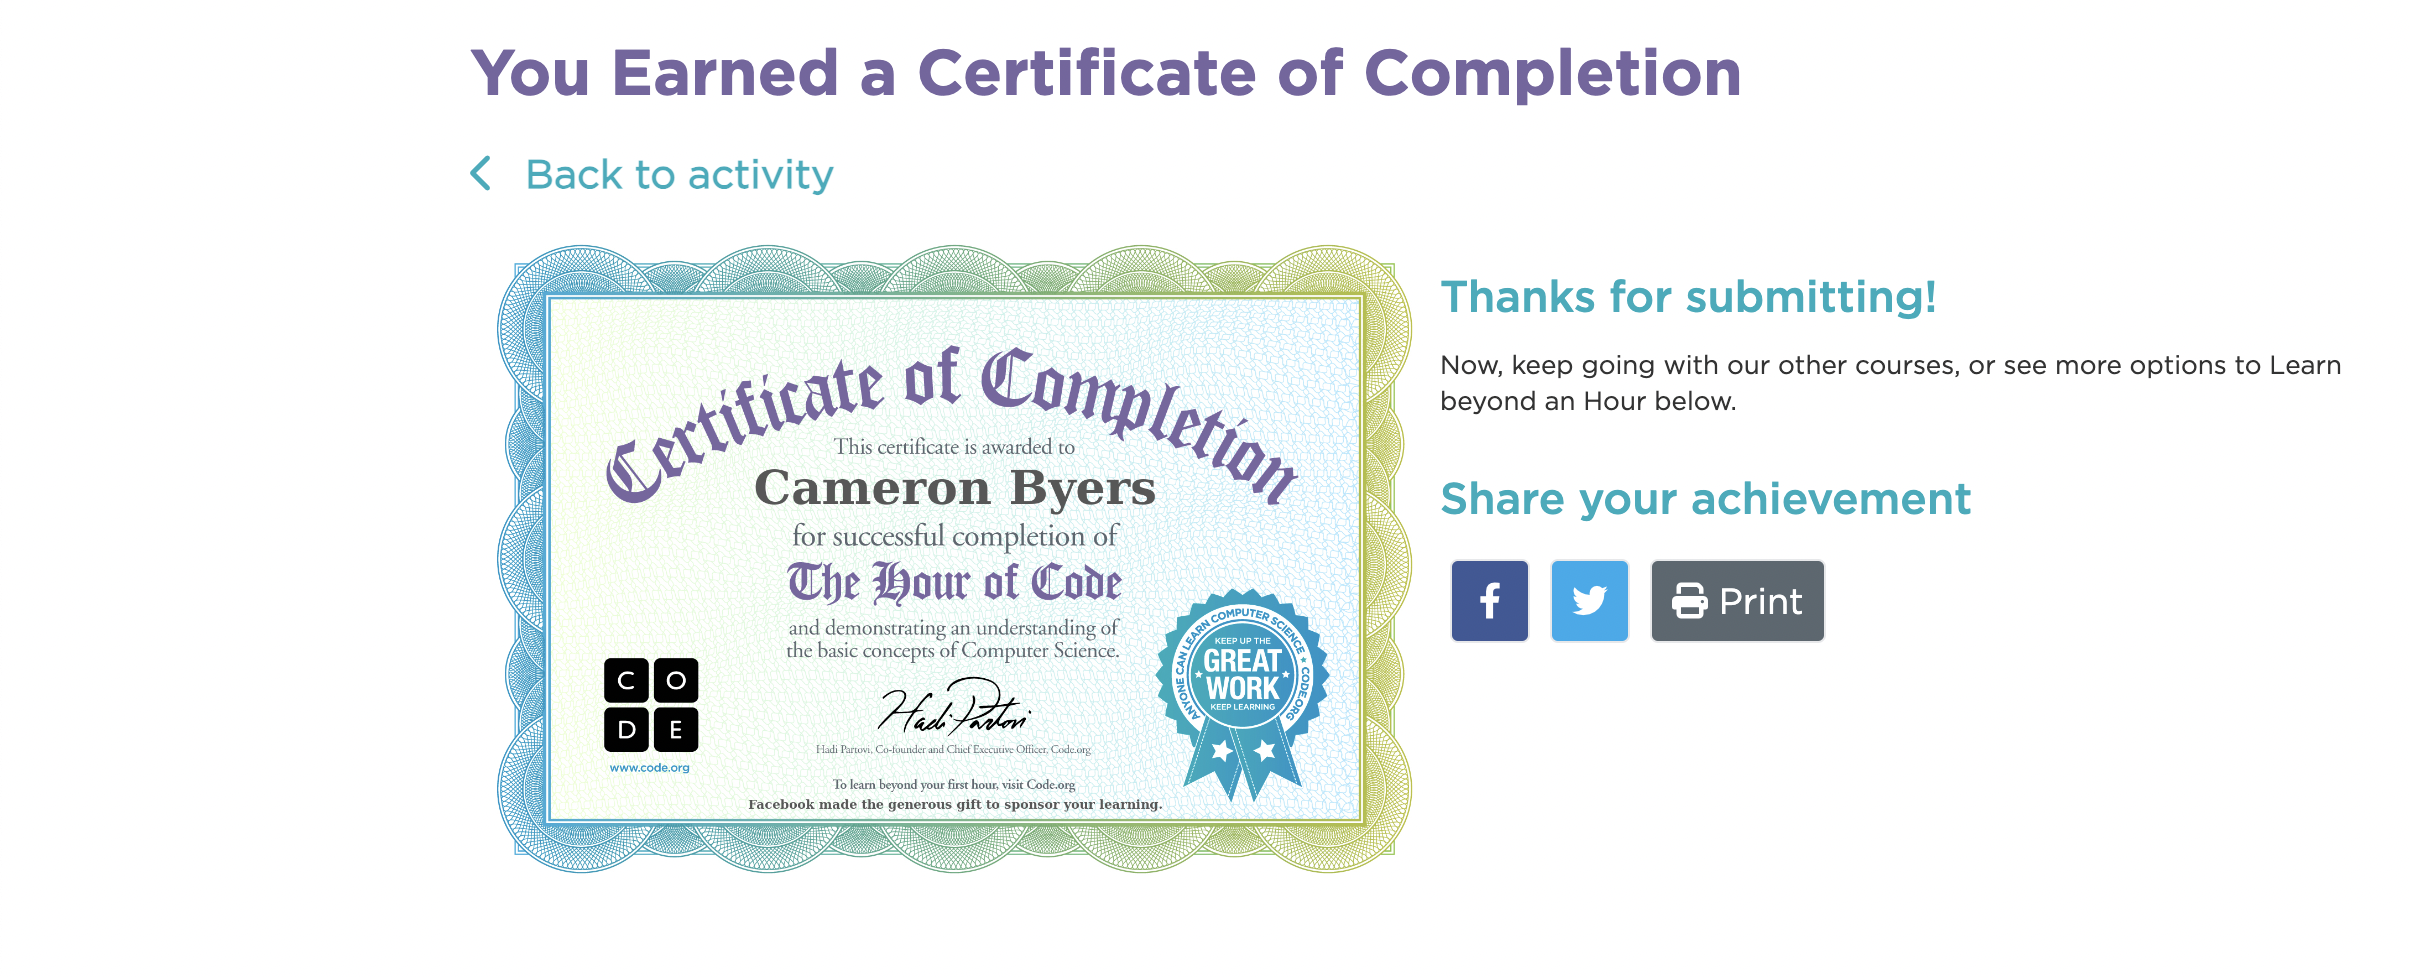 You Earned a Certificate of Completion
Back to activity
Certificate of Completion
This certificate is awarded to
Cameron Byers
for successful completion of
The Hour of Code
and demonstrating an understanding of
the basic concepts of Computer Science.
Hadi Partovi
Hadi Partovi, Co-founder and Chief Executive Officer, Code.org
To learn beyond your first hour, visit Code.org
Facebook made the generous gift to sponsor your learning.
C O
D E
www.code.org
ANYONE CAN LEARN COMPUTER SCIENCE ★ CODE.ORG
KEEP UP THE
GREAT
WORK
KEEP LEARNING
Thanks for submitting!
Now, keep going with our other courses, or see more options to Learn
beyond an Hour below.
Share your achievement
Print